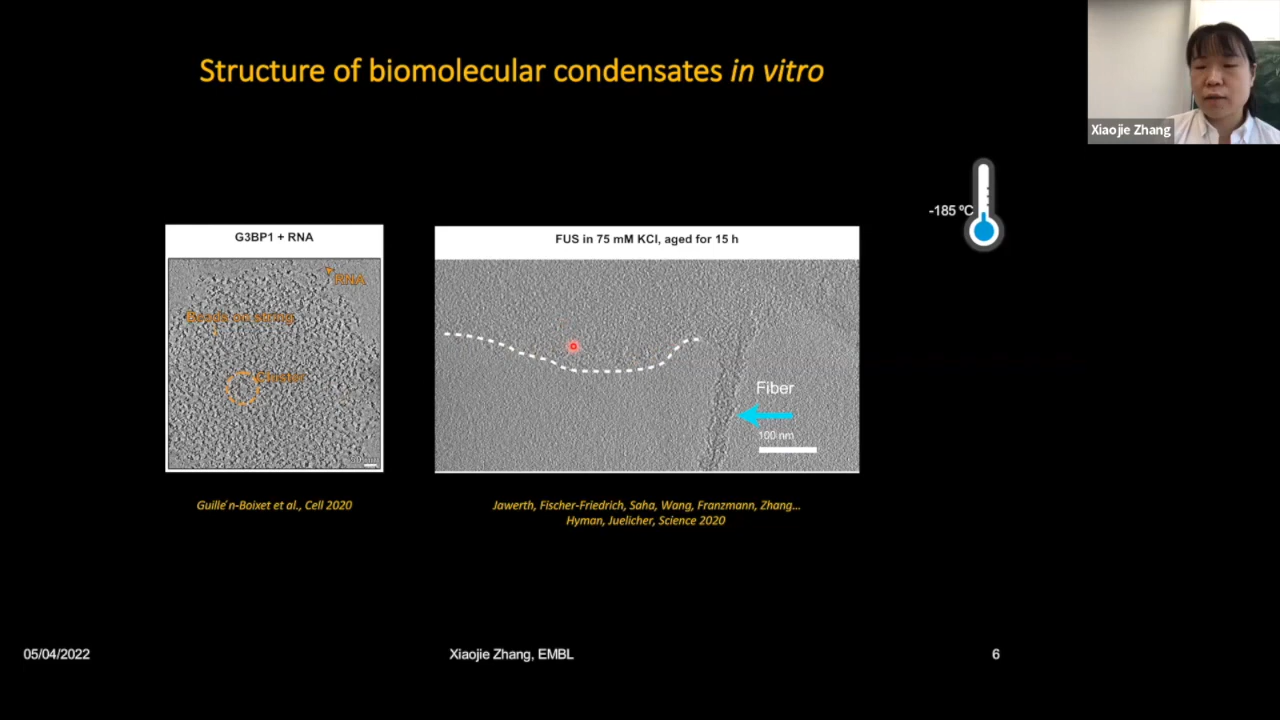 Structure of biomolecular condensates in vitro
Xiaojie Zhang
-185 ºC
G3BP1 + RNA
RNA
Beads on string
Cluster
Guille´n-Boixet et al., Cell 2020
FUS in 75 mM KCl, aged for 15 h
Fiber
100 nm
Jawerth, Fischer-Friedrich, Saha, Wang, Franzmann, Zhang...
Hyman, Juelicher, Science 2020
05/04/2022
Xiaojie Zhang, EMBL
6